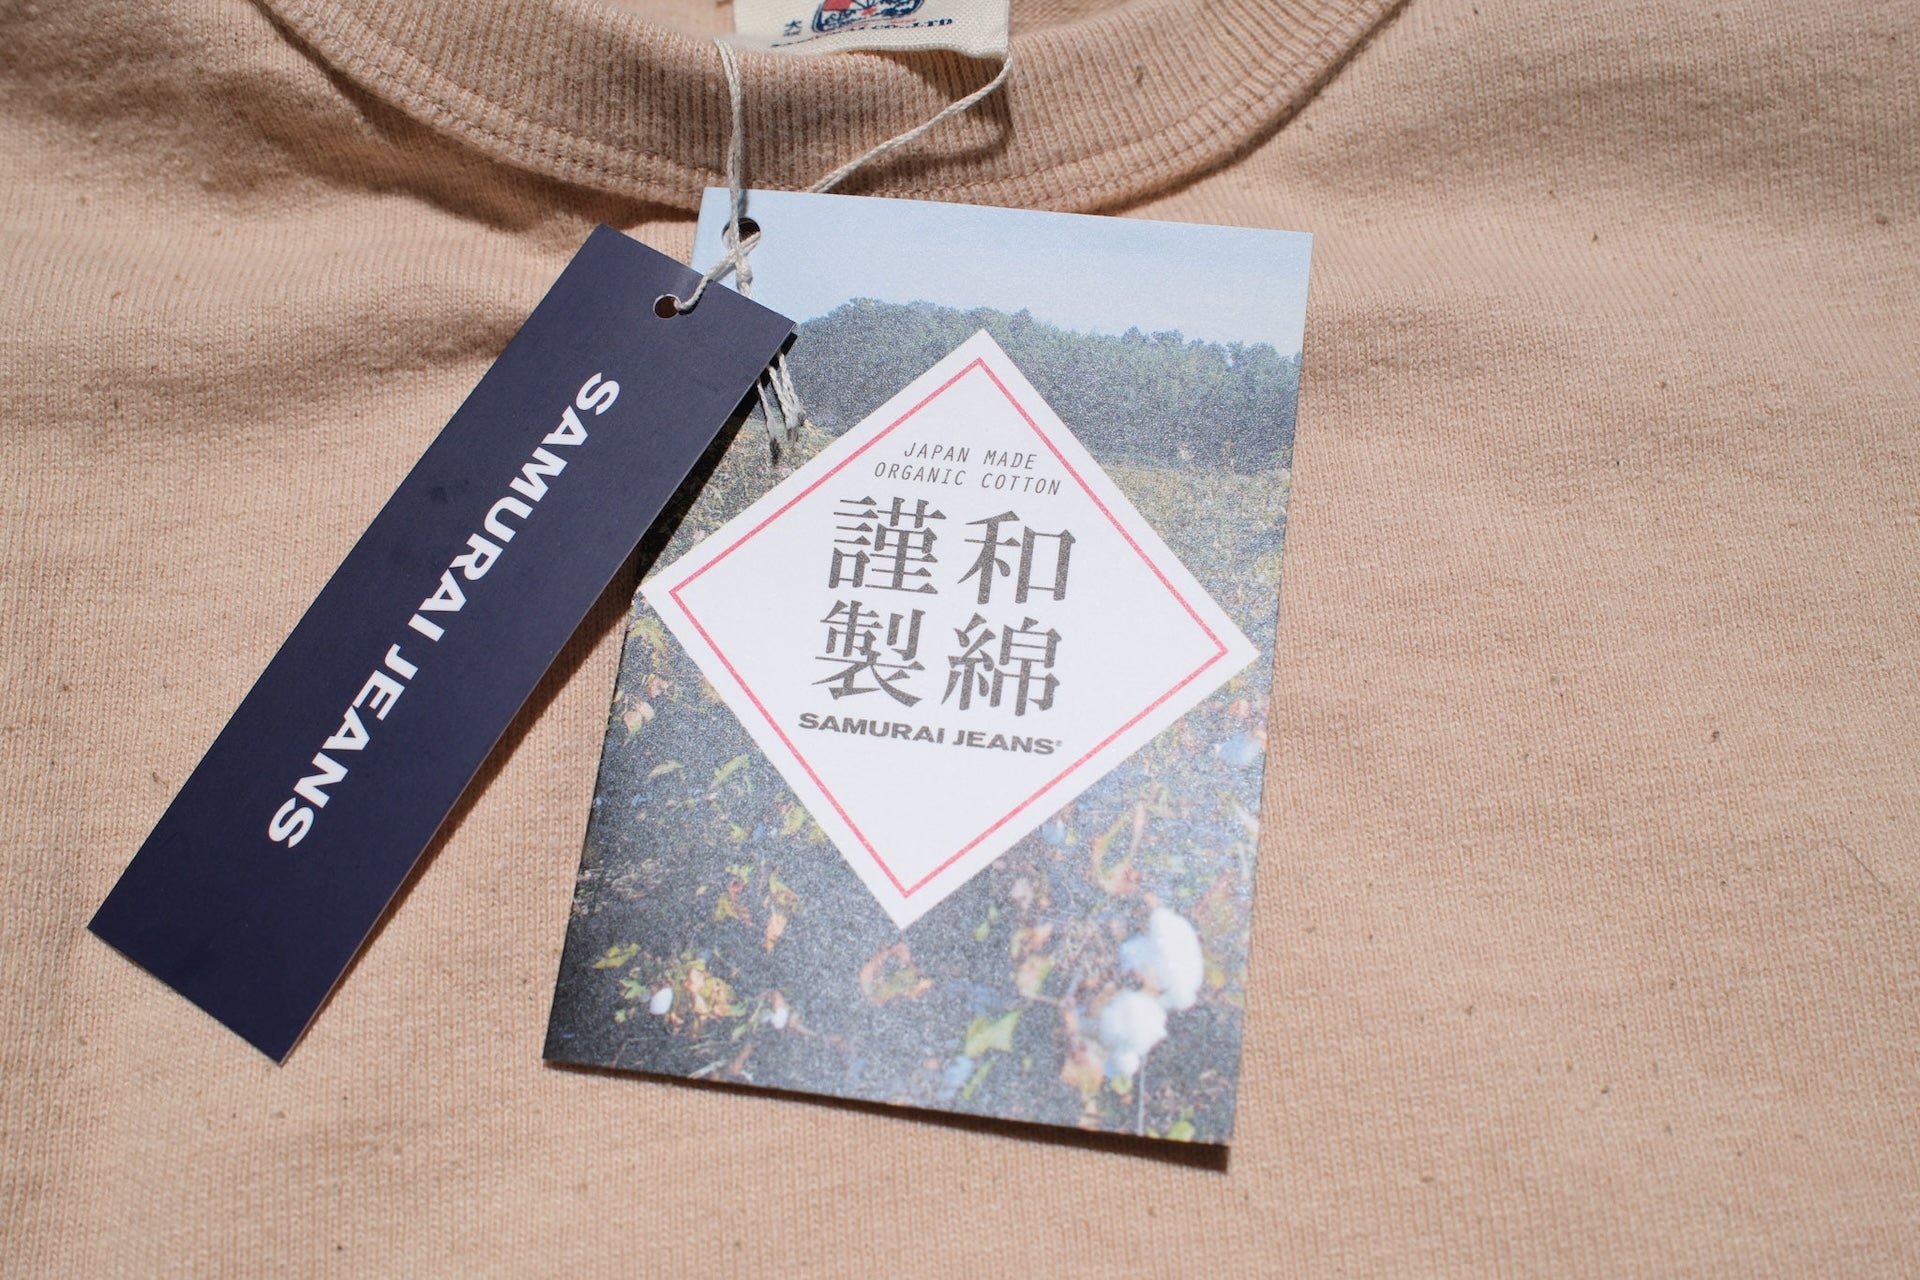 SAMURAI JEANS
JAPAN MADE
ORGANIC COTTON
和綿
謹製
SAMURAI JEANS®